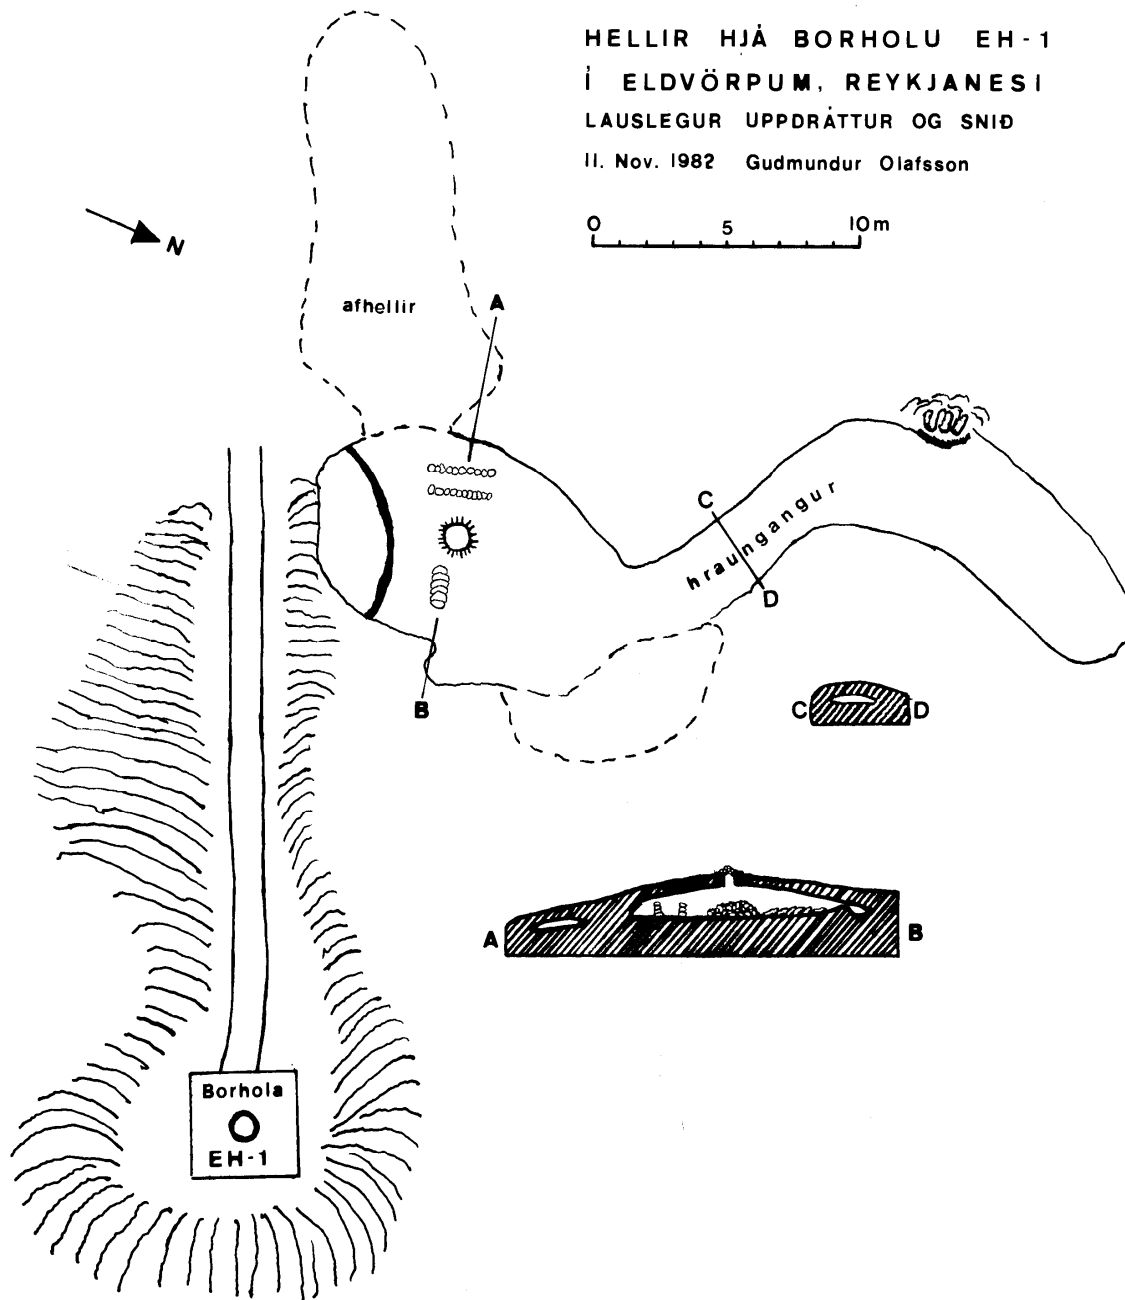 HELLIR HJÁ BORHOLU EH-1
Í ELDVÖRPUM, REYKJANESI
LAUSLEGUR UPPDRÁTTUR OG SNIÐ
11. Nov. 1982 Gudmundur Olafsson
0 5 10m
N
afhellir
A
C
hraungangur
D
B
C D
A B
Borhola
EH-1